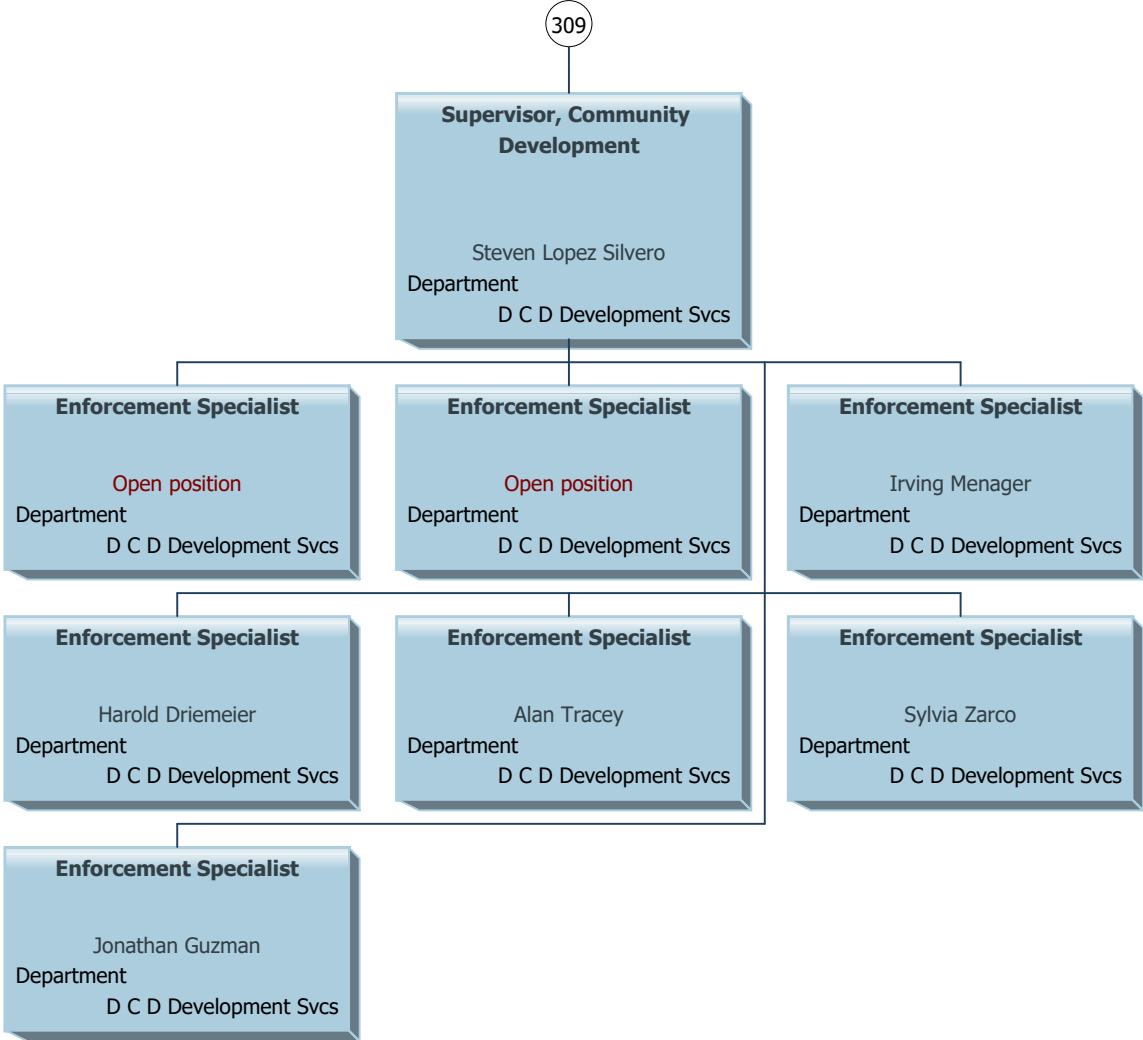 309
Supervisor, Community
Development
Steven Lopez Silvero
Department
D C D Development Svcs
Enforcement Specialist
Open position
Department
D C D Development Svcs
Enforcement Specialist
Open position
Department
D C D Development Svcs
Enforcement Specialist
Irving Menager
Department
D C D Development Svcs
Enforcement Specialist
Harold Driemeier
Department
D C D Development Svcs
Enforcement Specialist
Alan Tracey
Department
D C D Development Svcs
Enforcement Specialist
Sylvia Zarco
Department
D C D Development Svcs
Enforcement Specialist
Jonathan Guzman
Department
D C D Development Svcs